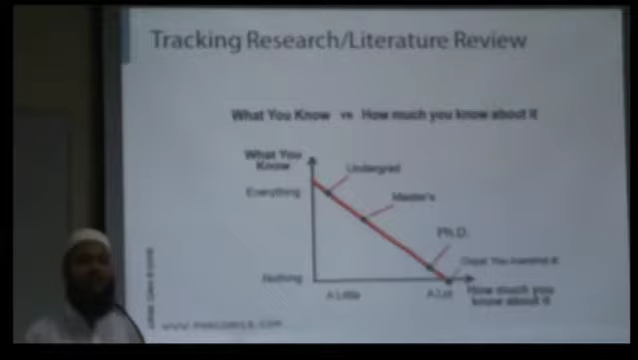 Tracking Research/Literature Review
What You Know vs How much you know about it
What You
Know
Undergrad
Everything
Master's
Ph.D.
Nothing
A Little
A Lot
How much you
know about it